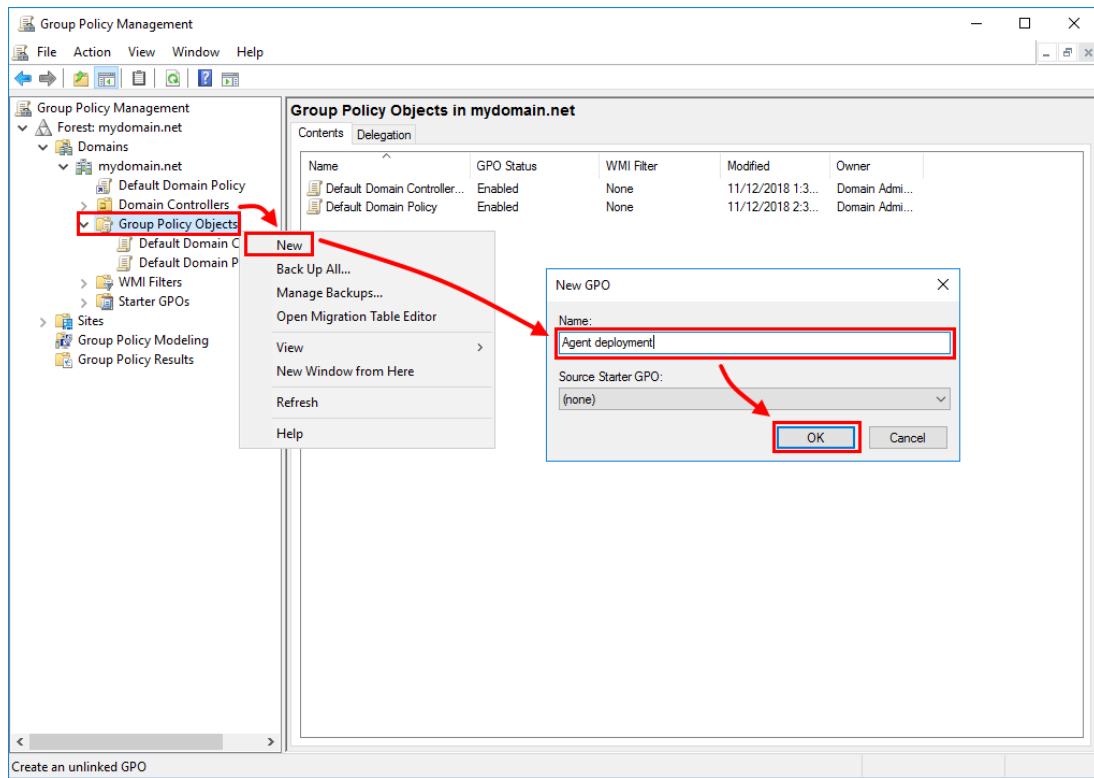 Group Policy Management
File Action View Window Help
Group Policy Management
Forest: mydomain.net
Domains
mydomain.net
Default Domain Policy
Domain Controllers
Group Policy Objects
Default Domain C
Default Domain P
WMI Filters
Starter GPOs
Sites
Group Policy Modeling
Group Policy Results
Group Policy Objects in mydomain.net
Contents Delegation
Name GPO Status WMI Filter Modified Owner
Default Domain Controller... Enabled None 11/12/2018 1:3... Domain Admi...
Default Domain Policy Enabled None 11/12/2018 2:3... Domain Admi...
New
Back Up All...
Manage Backups...
Open Migration Table Editor
View
New Window from Here
Refresh
Help
New GPO
Name:
Agent deployment
Source Starter GPO:
(none)
OK Cancel
Create an unlinked GPO